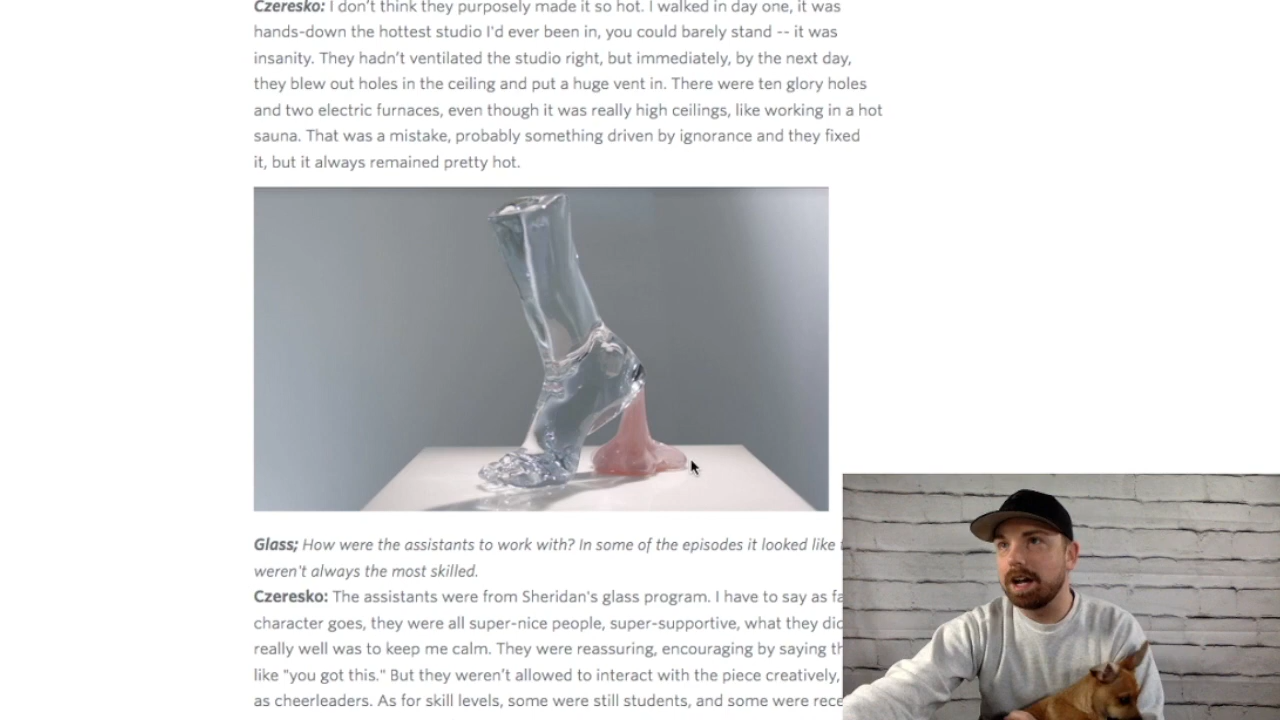 Czeresko: I don't think they purposely made it so hot. I walked in day one, it was
hands-down the hottest studio I'd ever been in, you could barely stand -- it was
insanity. They hadn't ventilated the studio right, but immediately, by the next day,
they blew out holes in the ceiling and put a huge vent in. There were ten glory holes
and two electric furnaces, even though it was really high ceilings, like working in a hot
sauna. That was a mistake, probably something driven by ignorance and they fixed
it, but it always remained pretty hot.
Glass; How were the assistants to work with? In some of the episodes it looked like
weren't always the most skilled.
Czeresko: The assistants were from Sheridan's glass program. I have to say as
character goes, they were all super-nice people, super-supportive, what they
really well was to keep me calm. They were reassuring, encouraging by saying
like "you got this." But they weren't allowed to interact with the piece creatively,
as cheerleaders. As for skill levels, some were still students, and some were